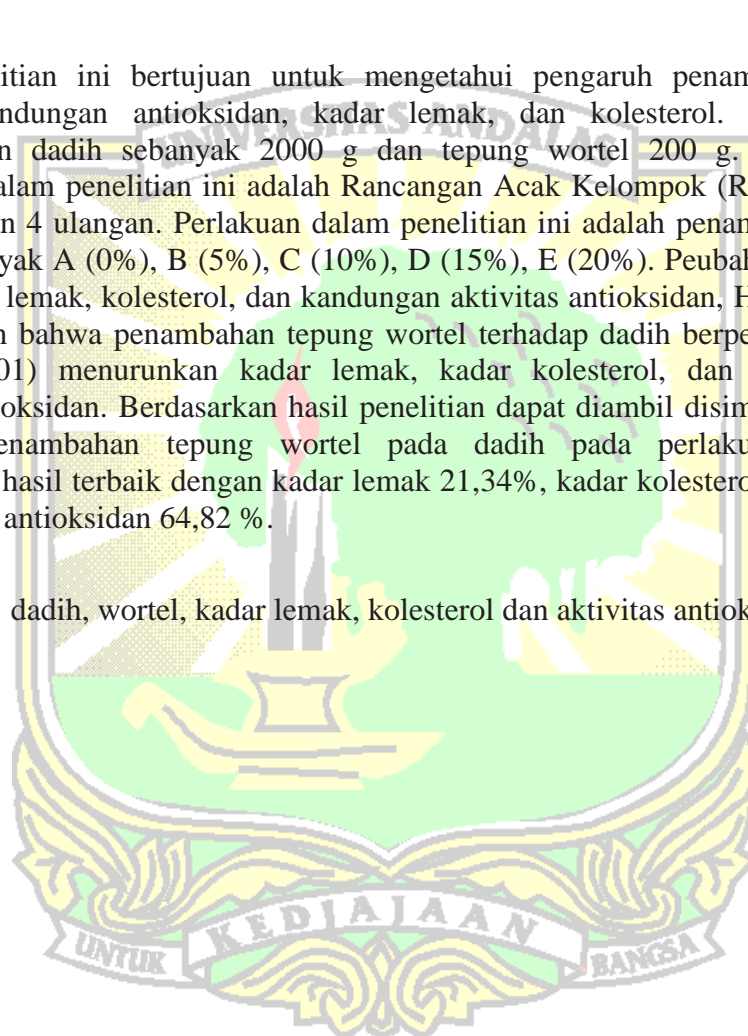 litian ini bertujuan untuk mengetahui pengaruh penam
ndungan antioksidan, kadar lemak, dan kolesterol.
n dadih sebanyak 2000 g dan tepung wortel 200 g.
alam penelitian ini adalah Rancangan Acak Kelompok (R
an 4 ulangan. Perlakuan dalam penelitian ini adalah penam
yak A (0%), B (5%), C (10%), D (15%), E (20%). Peubah
lemak, kolesterol, dan kandungan aktivitas antioksidan, H
n bahwa penambahan tepung wortel terhadap dadih berpe
01) menurunkan kadar lemak, kadar kolesterol, dan
oksidan. Berdasarkan hasil penelitian dapat diambil disim
enambahan tepung wortel pada dadih pada perlaku
hasil terbaik dengan kadar lemak 21,34%, kadar kolestero
antioksidan 64,82 %.
dadih, wortel, kadar lemak, kolesterol dan aktivitas antiok
UNIVERSITAS ANDALAS
UNTUK KEDJAJAAN BANGSA